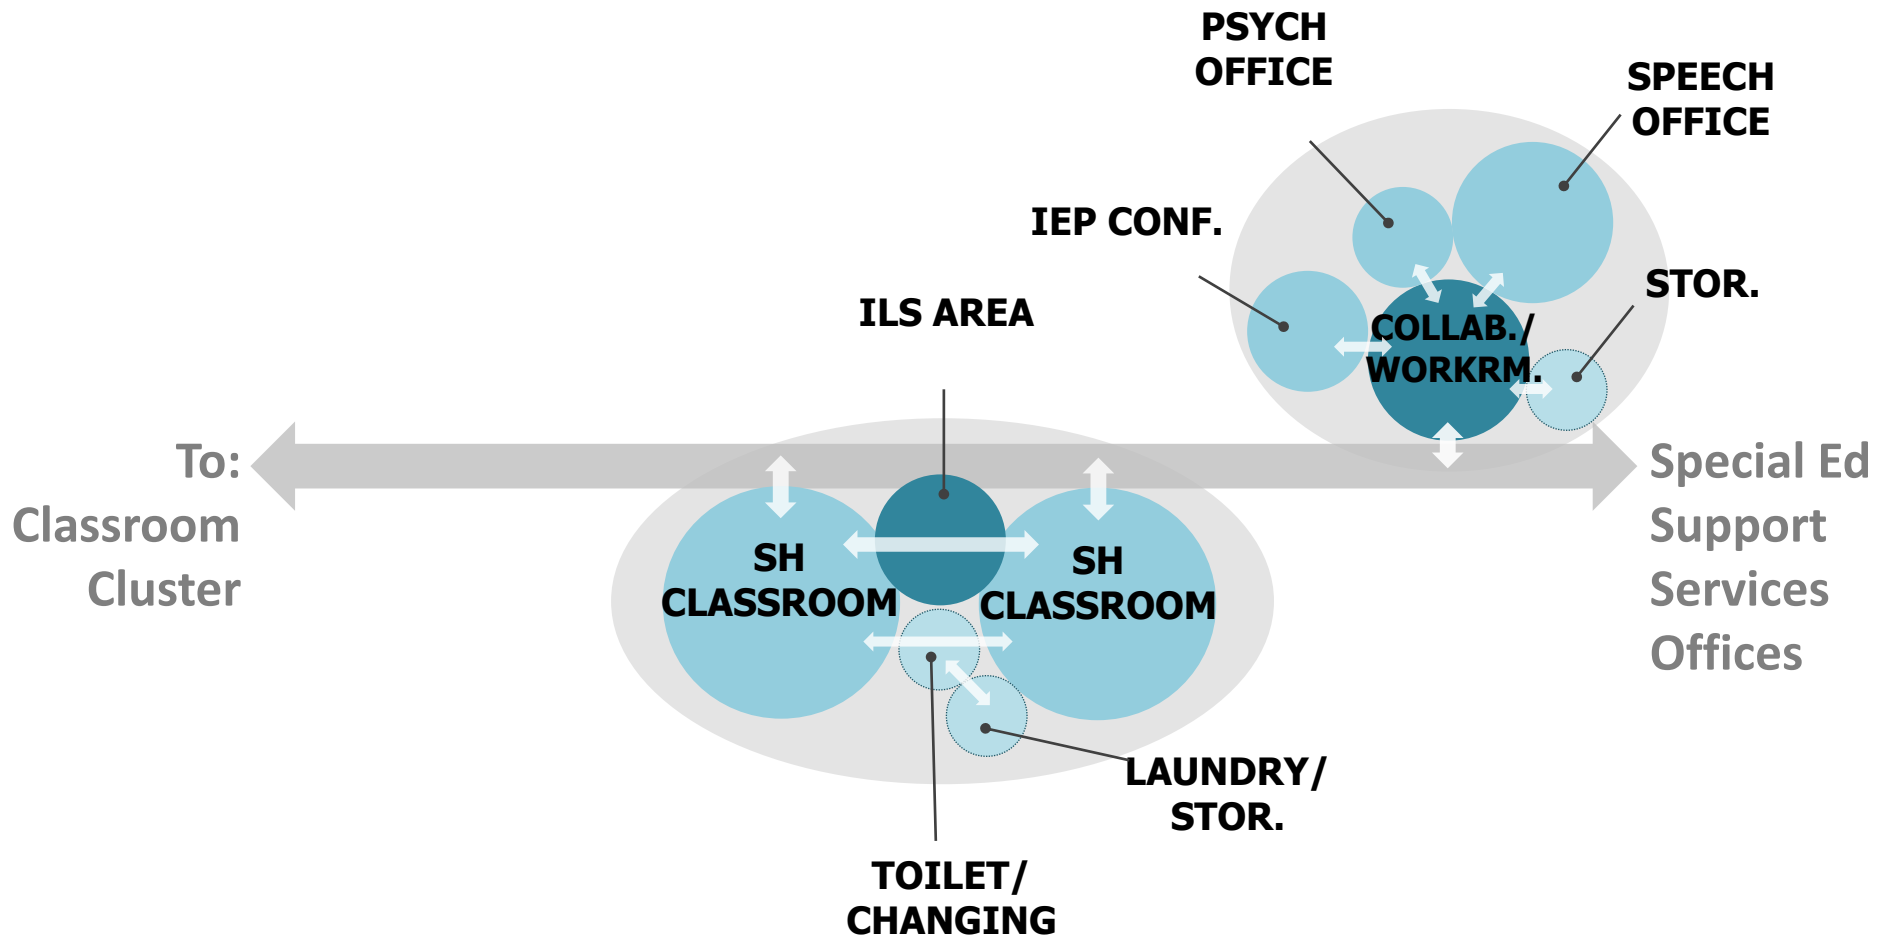 PSYCH
OFFICE
SPEECH
OFFICE
IEP CONF.
STOR.
ILS AREA
COLLAB./
WORKRM.
To:
Classroom
Cluster
Special Ed
Support
Services
Offices
SH
CLASSROOM
SH
CLASSROOM
LAUNDRY/
STOR.
TOILET/
CHANGING